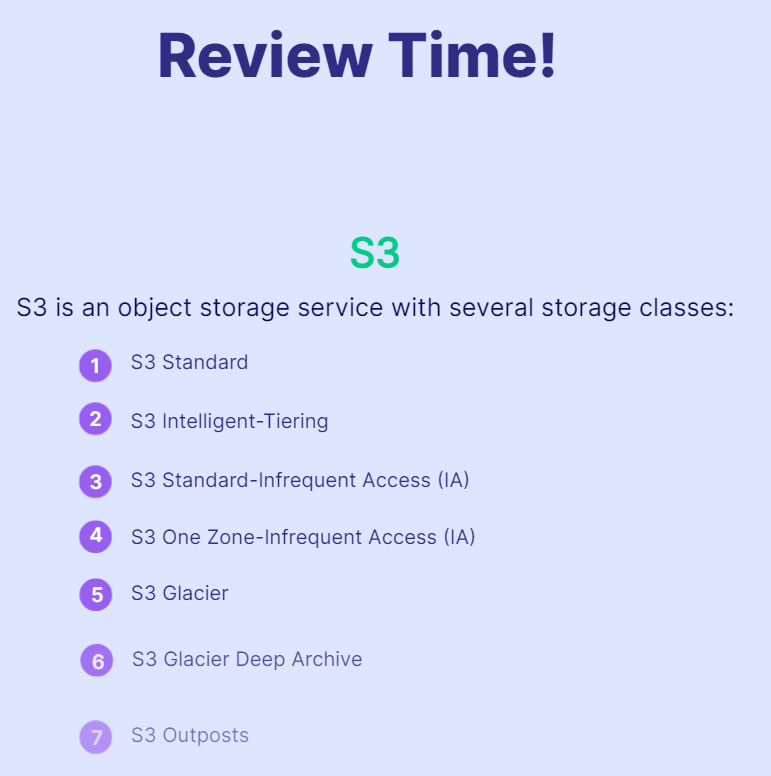 Review Time!
S3
S3 is an object storage service with several storage classes:
1 S3 Standard
2 S3 Intelligent-Tiering
3 S3 Standard-Infrequent Access (IA)
4 S3 One Zone-Infrequent Access (IA)
5 S3 Glacier
6 S3 Glacier Deep Archive
7 S3 Outposts